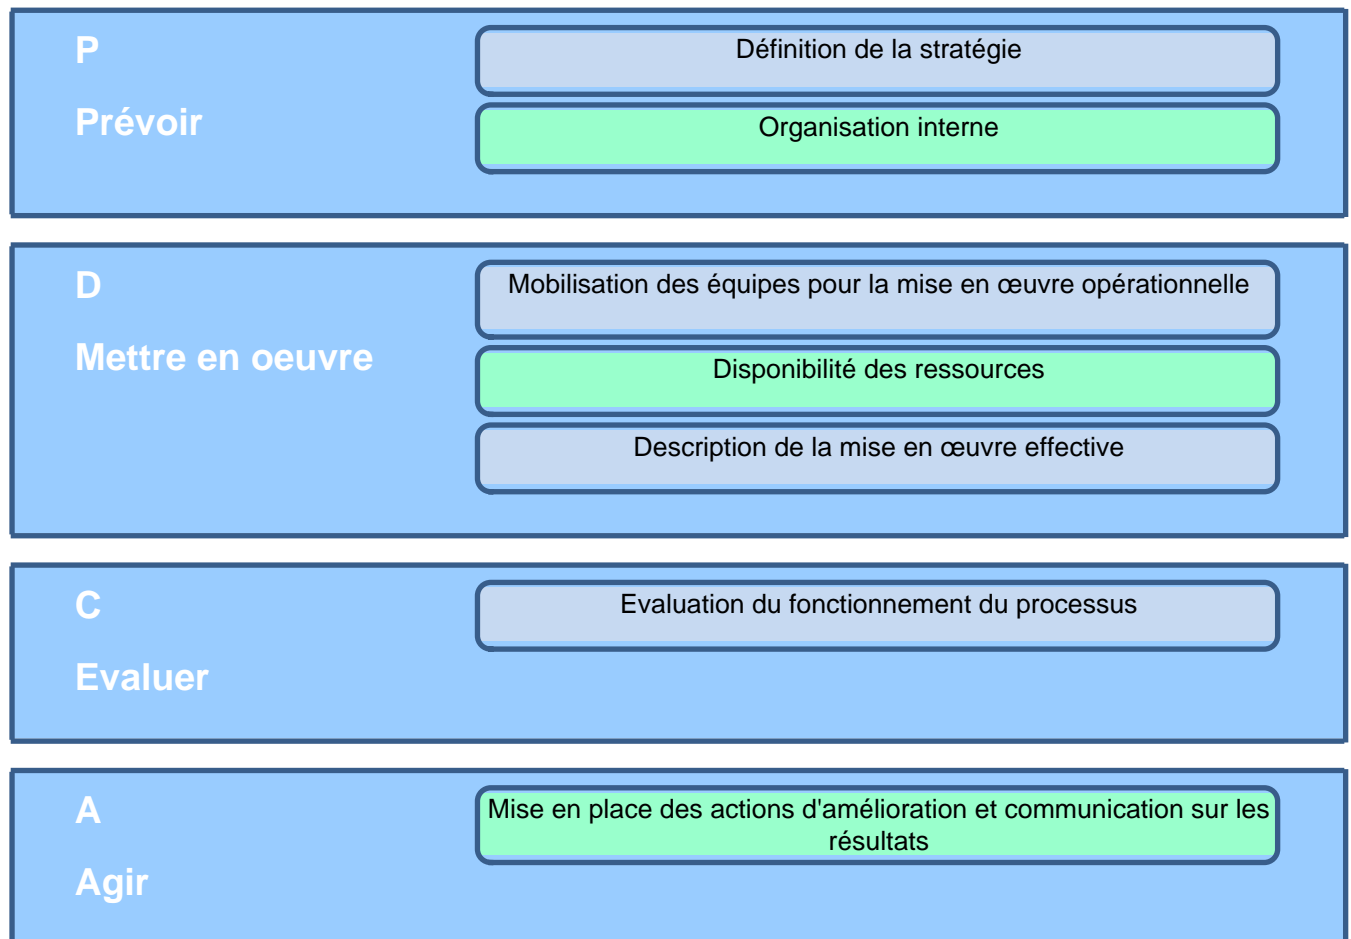 P
Prévoir
Définition de la stratégie
Organisation interne
D
Mettre en oeuvre
Mobilisation des équipes pour la mise en œuvre opérationnelle
Disponibilité des ressources
Description de la mise en œuvre effective
C
Evaluer
Evaluation du fonctionnement du processus
A
Agir
Mise en place des actions d'amélioration et communication sur les
résultats